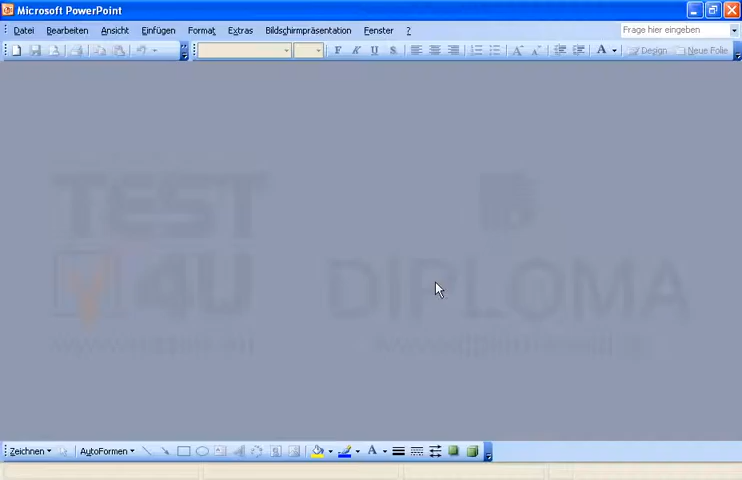 Microsoft PowerPoint
Datei Bearbeiten Ansicht Einfügen Format Extras Bildschirmpräsentation Fenster ? Frage hier eingeben
F K U S A Design Neue Folie
TEST
4U
DIPLOMA
Zeichnen AutoFormen A